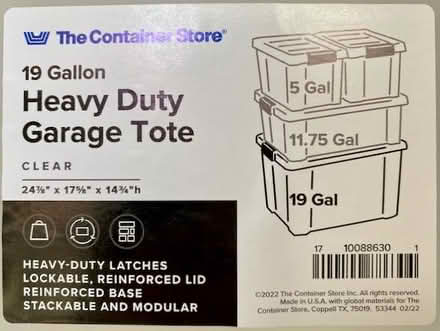 The Container Store®
19 Gallon
Heavy Duty
Garage Tote
CLEAR
24⅞" x 17⅝" x 14¾"h
HEAVY-DUTY LATCHES
LOCKABLE, REINFORCED LID
REINFORCED BASE
STACKABLE AND MODULAR
5 Gal
11.75 Gal
19 Gal
17 10088630 1
©2022 The Container Store Inc. All rights reserved.
Made in U.S.A. with global materials for The
Container Store, Coppell TX, 75019. 53344 02/22